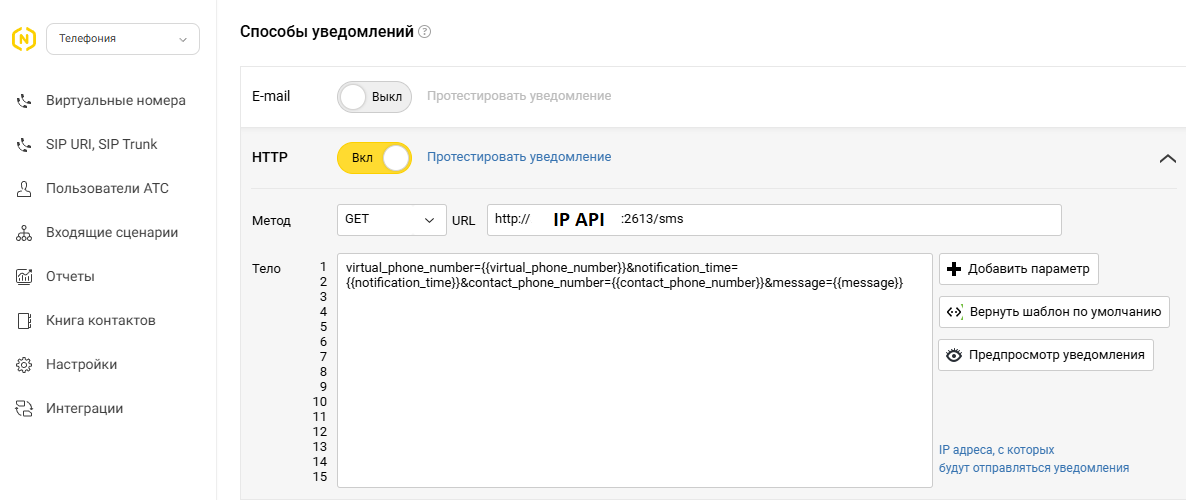 N
Телефония
Виртуальные номера
SIP URI, SIP Trunk
Пользователи АТС
Входящие сценарии
Отчеты
Книга контактов
Настройки
Интеграции
Способы уведомлений ?
E-mail Выкл Протестировать уведомление
HTTP Вкл Протестировать уведомление
Метод GET URL http:// IP API :2613/sms
Тело
1 virtual_phone_number={{virtual_phone_number}}&notification_time=
2 {{notification_time}}&contact_phone_number={{contact_phone_number}}&message={{message}}
3
4
5
6
7
8
9
10
11
12
13
14
15
Добавить параметр
Вернуть шаблон по умолчанию
Предпросмотр уведомления
IP адреса, с которых
будут отправляться уведомления